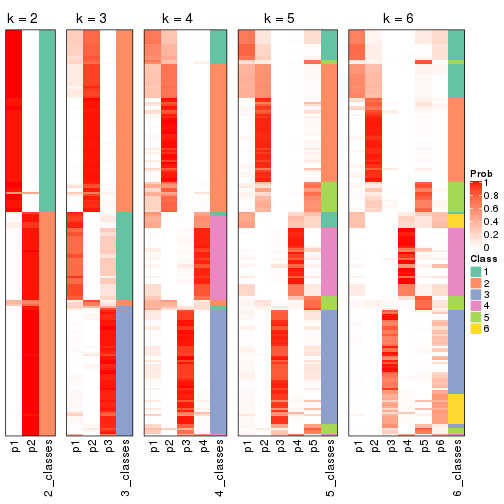 k = 2
k = 3
k = 4
k = 5
k = 6
p1
p2
2_classes
p1
p2
p3
3_classes
p1
p2
p3
p4
4_classes
p1
p2
p3
p4
p5
5_classes
p1
p2
p3
p4
p5
p6
6_classes
Prob
1
0.8
0.6
0.4
0.2
0
Class
1
2
3
4
5
6